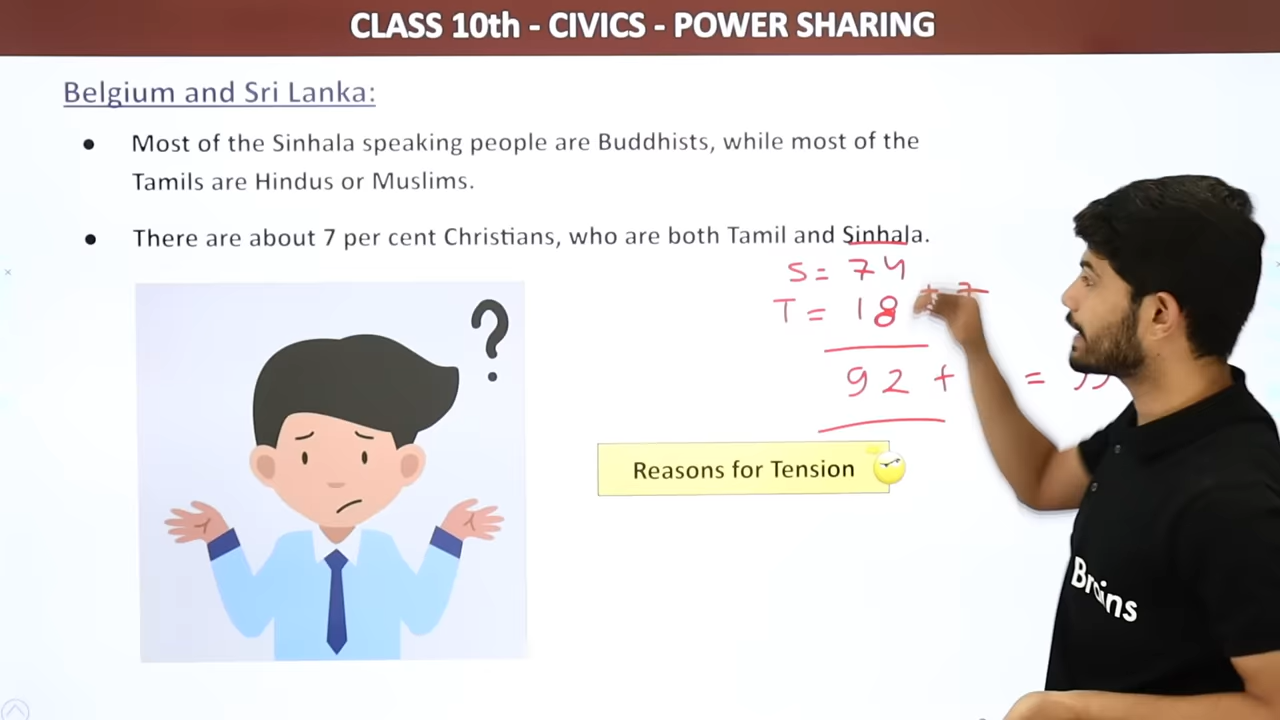 CLASS 10th - CIVICS - POWER SHARING
Belgium and Sri Lanka:
● Most of the Sinhala speaking people are Buddhists, while most of the
Tamils are Hindus or Muslims.
● There are about 7 per cent Christians, who are both Tamil and Sinhala.
S = 74
T = 18 + 7
92 + =
?
Reasons for Tension
Brains